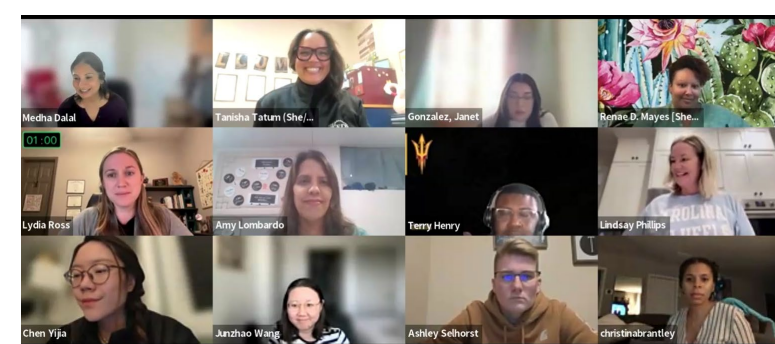 Medha Dalal
Tanisha Tatum (She/...
Gonzalez, Janet
Renae D. Mayes [She...
01:00
Lydia Ross
Amy Lombardo
Terry Henry
Lindsay Phillips
Chen Yijia
Junzhao Wang
Ashley Selhorst
christinabrantley